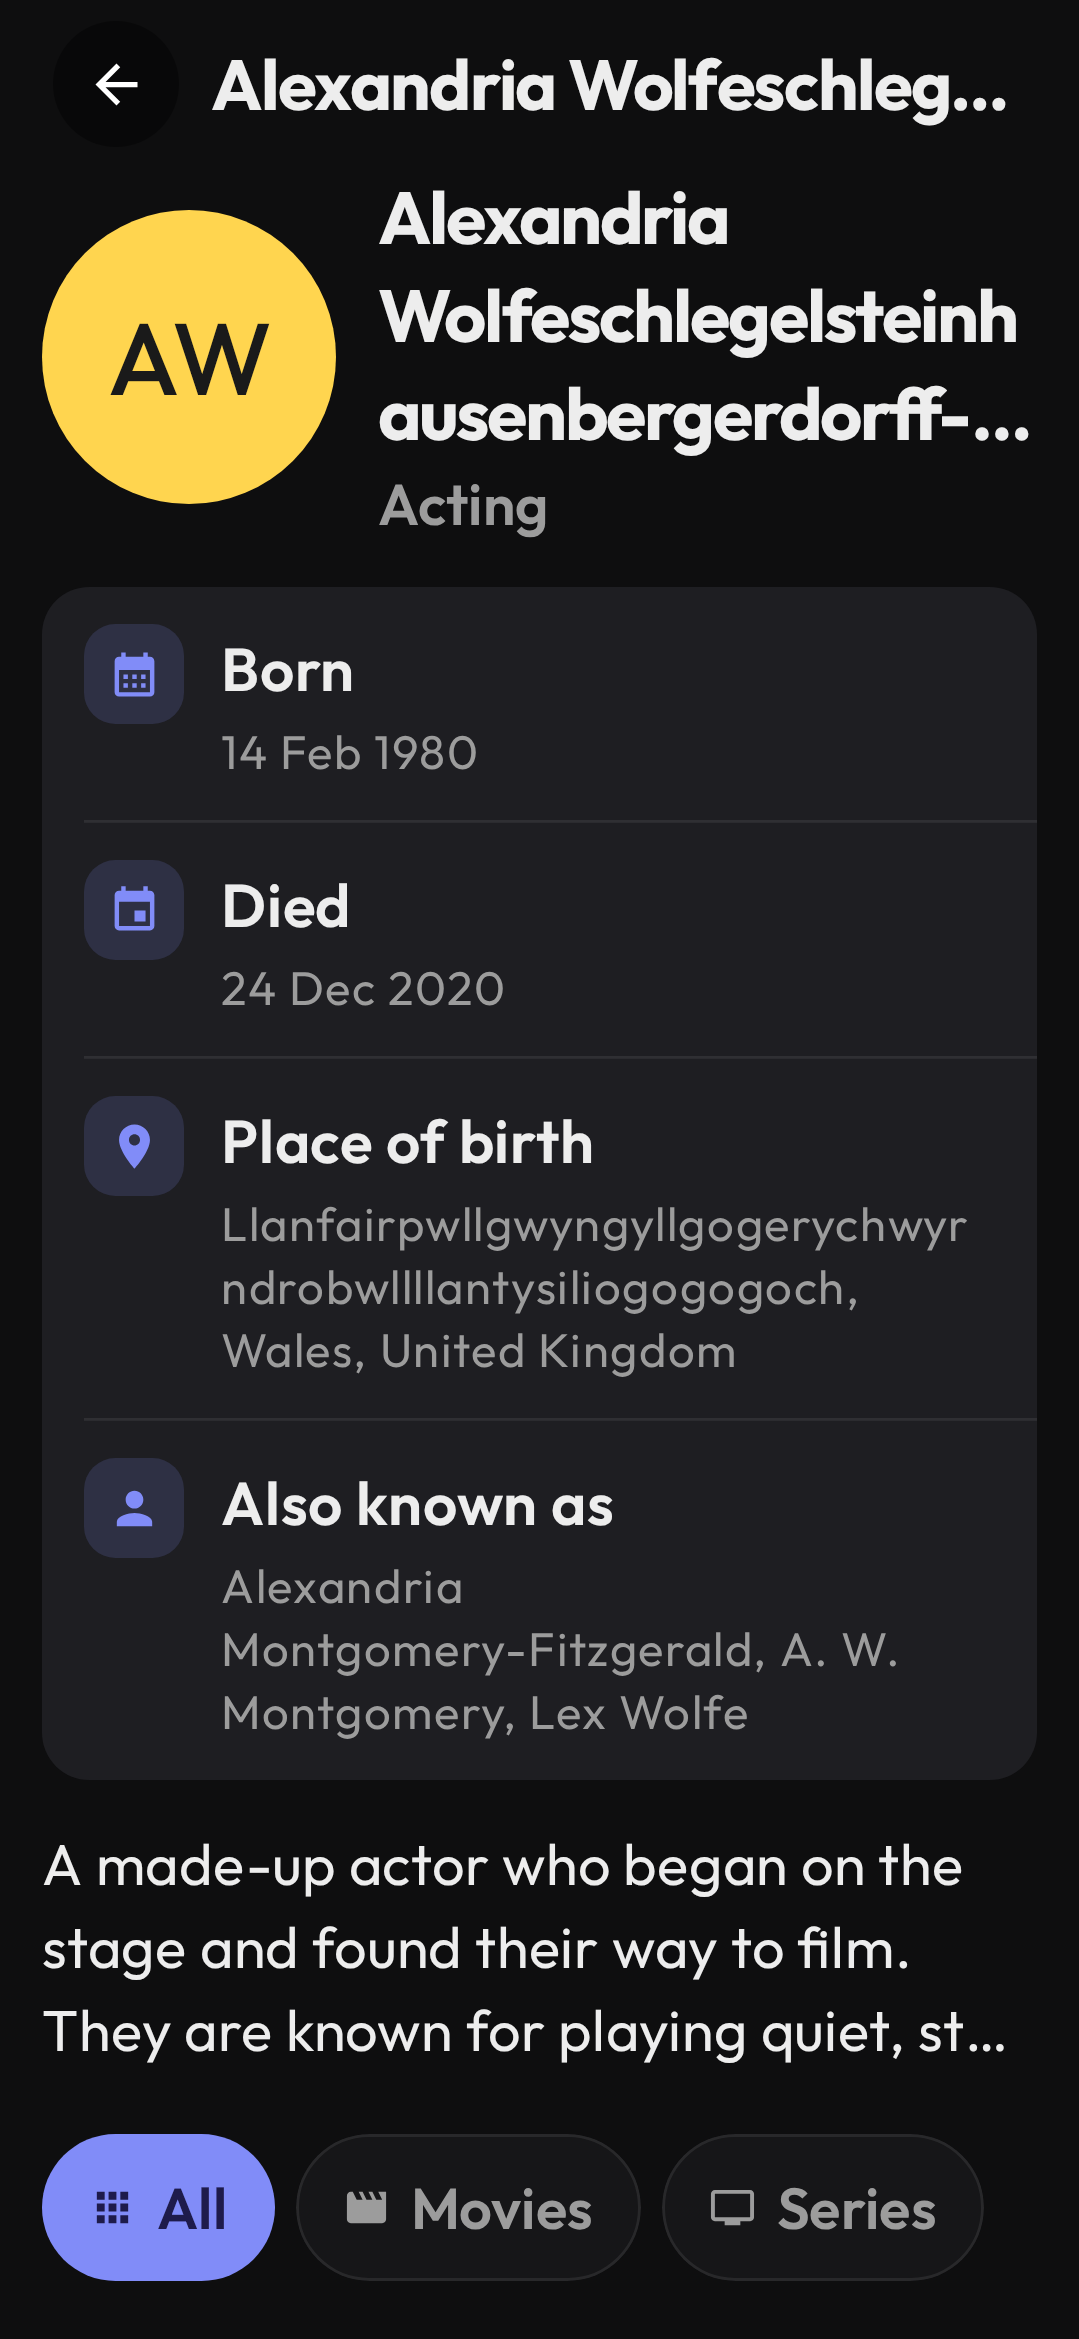 Alexandria Wolfeschleg...
AW
Alexandria
Wolfeschlegelsteinh
ausenbergerdorff-...
Acting
Born
14 Feb 1980
Died
24 Dec 2020
Place of birth
Llanfairpwllgwyngyllgogerychwyr
ndrobwllllantysiliogogogoch,
Wales, United Kingdom
Also known as
Alexandria
Montgomery-Fitzgerald, A. W.
Montgomery, Lex Wolfe
A made-up actor who began on the
stage and found their way to film.
They are known for playing quiet, st...
All
Movies
Series